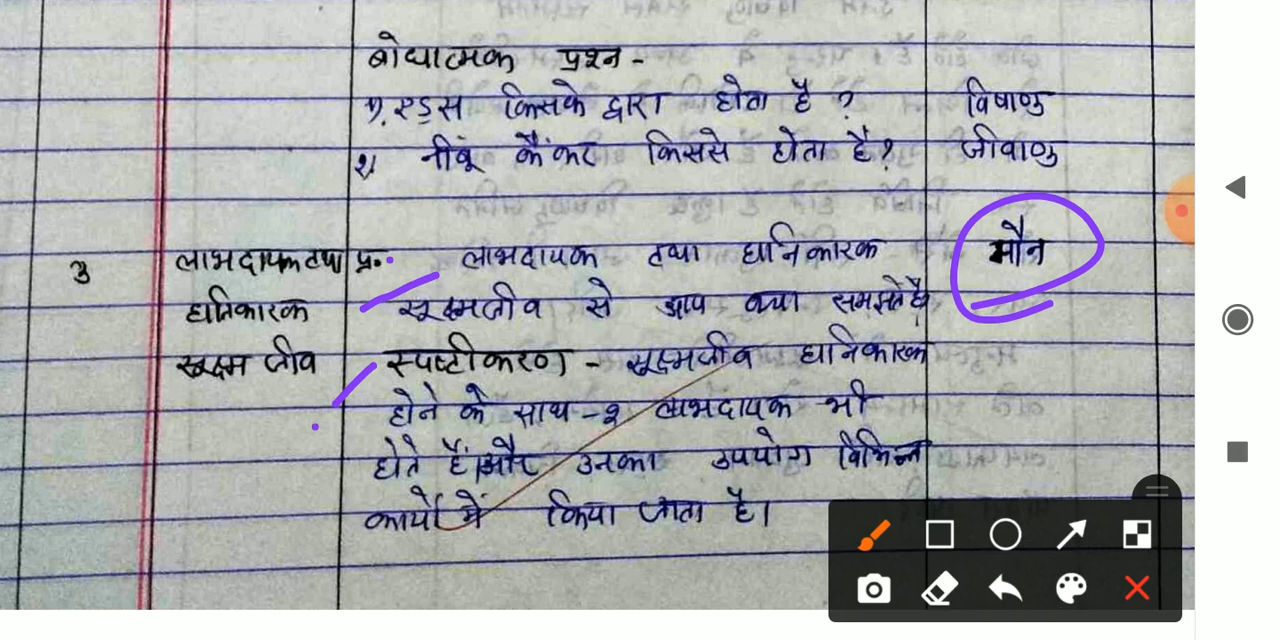 बोधात्मक प्रश्न -
1). एड्स किसके द्वारा होता है ? विषाणु
2) नीबूं कैंकर किससे होता है? जीवाणु
3 लाभदायक तथा प्र.. लाभदायक तथा हानिकारक मौन
हानिकारक सूक्ष्मजीव से आप क्या समझते है?
सूक्ष्म जीव स्पष्टीकरण - सूक्ष्मजीव हानिकारक
होने के साथ-2 लाभदायक भी
होते हैं।और उनका उपयोग विभिन्न
कार्यो में किया जाता है।